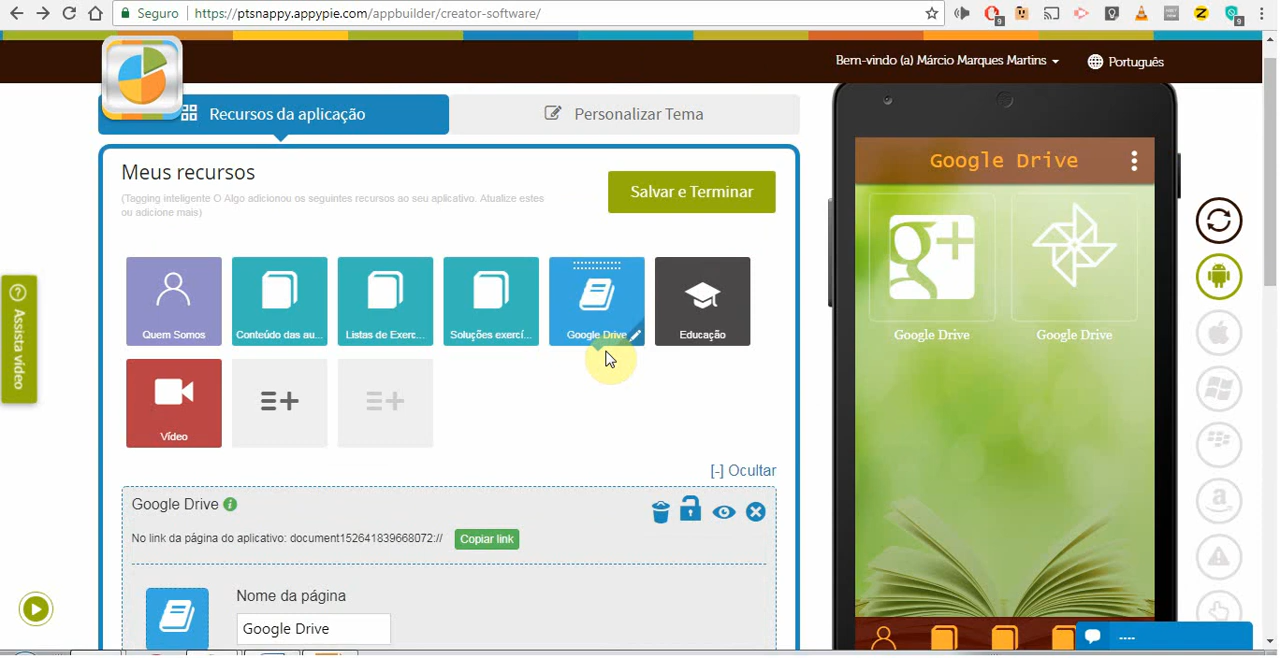 Seguro
https://ptsnappy.appypie.com/appbuilder/creator-software/
9
9
Bem-vindo (a) Márcio Marques Martins
Português
Recursos da aplicação
Personalizar Tema
Meus recursos
(Tagging inteligente O Algo adicionou os seguintes recursos ao seu aplicativo. Atualize estes
ou adicione mais)
Salvar e Terminar
Quem Somos
Conteúdo das au...
Listas de Exerc...
Soluções exercí...
Google Drive
Educação
Vídeo
[-] Ocultar
Google Drive
No link da página do aplicativo: document152641839668072://
Copiar link
Nome da página
Google Drive
Assista vídeo
Google Drive
Google Drive
Google Drive
----